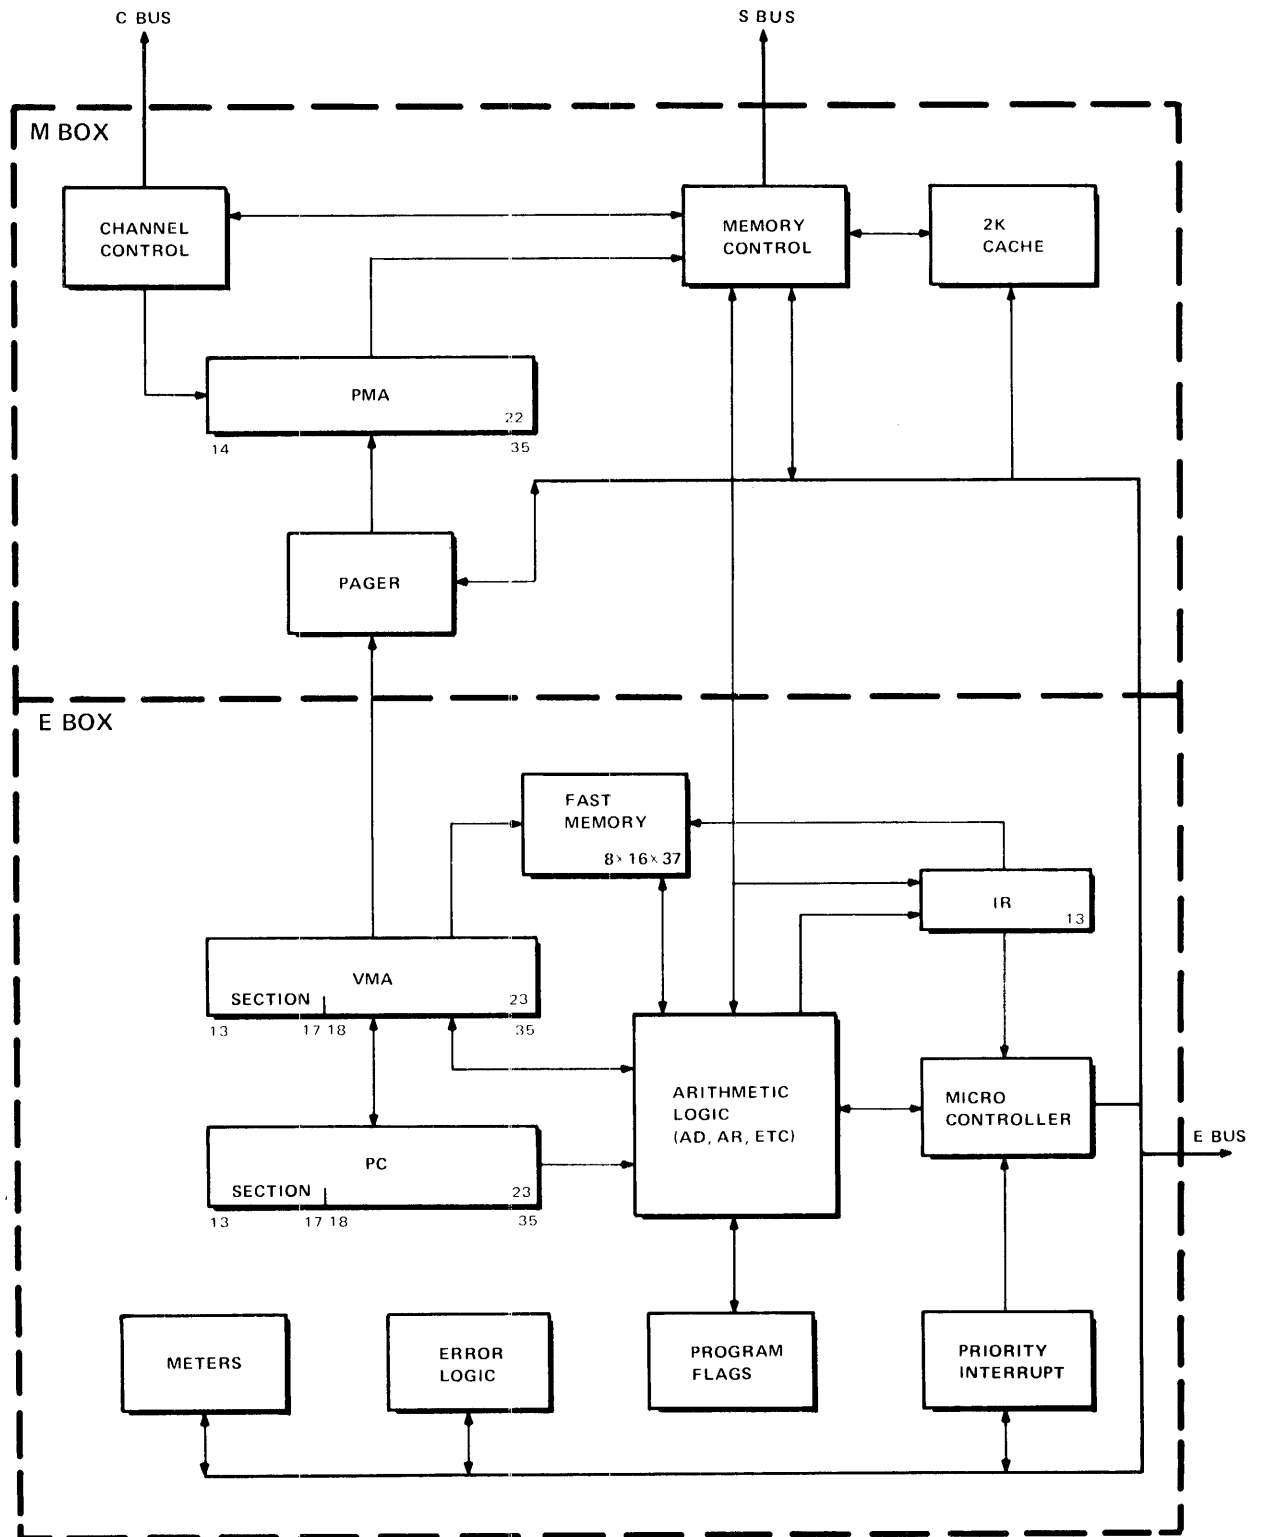 C BUS
S BUS
M BOX
CHANNEL
CONTROL
MEMORY
CONTROL
2K
CACHE
PMA
22
14
35
PAGER
E BOX
FAST
MEMORY
8× 16× 37
IR
13
VMA
SECTION
23
13
17 18
35
ARITHMETIC
LOGIC
(AD, AR, ETC)
MICRO
CONTROLLER
E BUS
PC
SECTION
23
13
17 18
35
METERS
ERROR
LOGIC
PROGRAM
FLAGS
PRIORITY
INTERRUPT